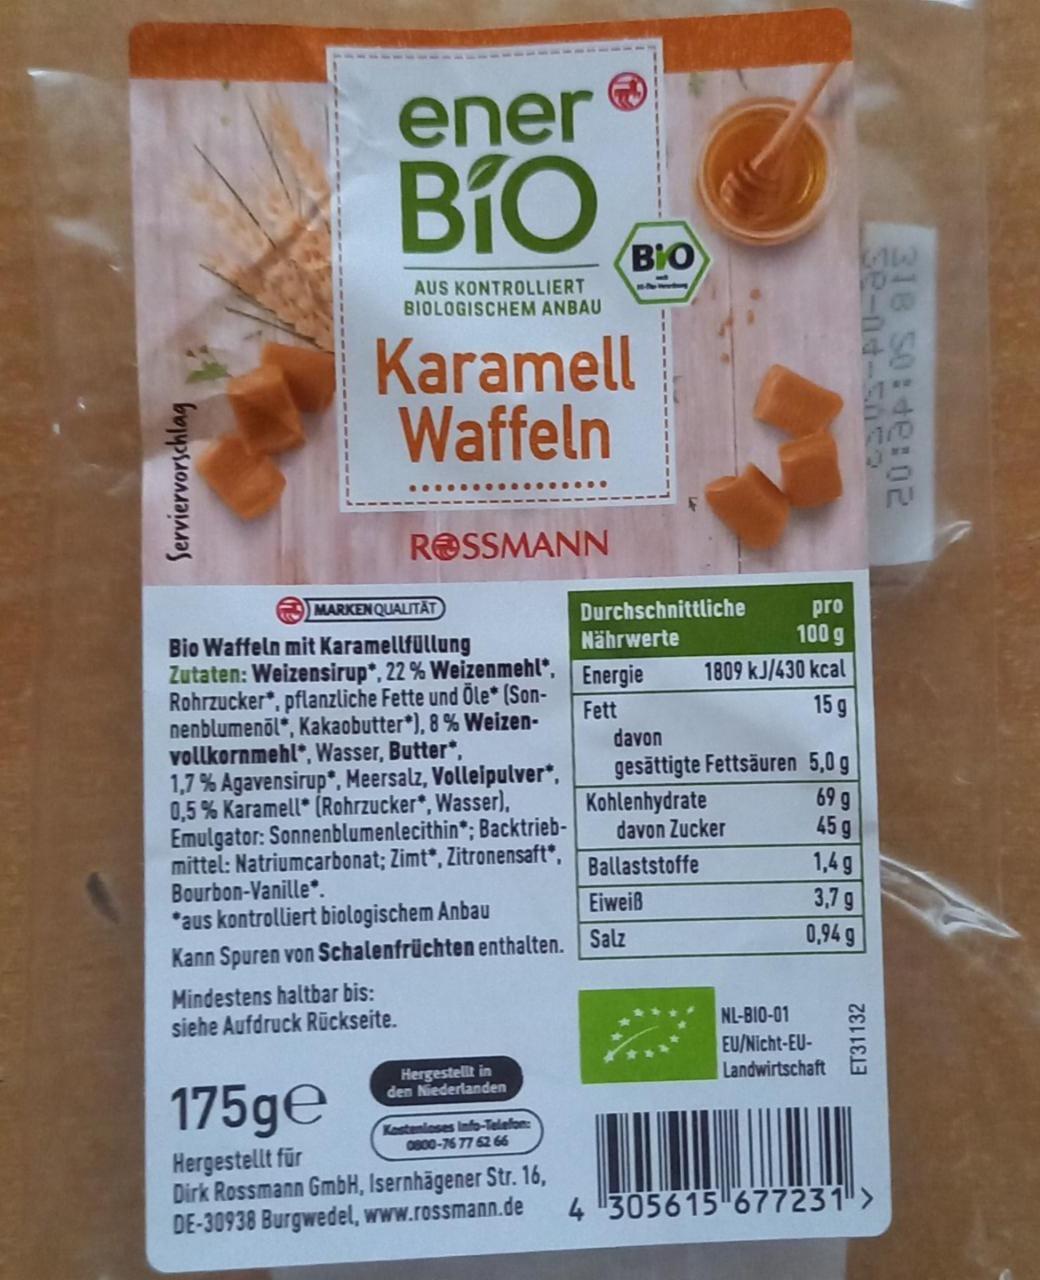 ener
BiO
AUS KONTROLLIERT
BIOLOGISCHEM ANBAU
BiO
nach
Karamell
Waffeln
Serviervorschlag
ROSSMANN
MARKENQUALITÄT
Bio Waffeln mit Karamellfüllung
Zutaten: Weizensirup*, 22 % Weizenmehl*,
Rohrzucker*, pflanzliche Fette und Öle* (Son-
nenblumenöl*, Kakaobutter*), 8 % Weizen-
vollkornmehl*, Wasser, Butter*,
1,7 % Agavensirup*, Meersalz, Volleipulver*,
0,5 % Karamell* (Rohrzucker*, Wasser),
Emulgator: Sonnenblumenlecithin*; Backtrieb-
mittel: Natriumcarbonat; Zimt*, Zitronensaft*,
Bourbon-Vanille*.
*aus kontrolliert biologischem Anbau
Kann Spuren von Schalenfrüchten enthalten.
Mindestens haltbar bis:
siehe Aufdruck Rückseite.
175g e
Hergestellt in
den Niederlanden
Kostenloses Info-Telefon:
0800-76 77 62 66
Hergestellt für
Dirk Rossmann GmbH, Isernhägener Str. 16,
DE-30938 Burgwedel, www.rossmann.de
Durchschnittliche pro
Nährwerte 100 g
Energie 1809 kJ/430 kcal
Fett 15 g
davon
gesättigte Fettsäuren 5,0 g
Kohlenhydrate 69 g
davon Zucker 45 g
Ballaststoffe 1,4 g
Eiweiß 3,7 g
Salz 0,94 g
NL-BIO-01
EU/Nicht-EU-
Landwirtschaft
ET31132
4 305615 677231 >